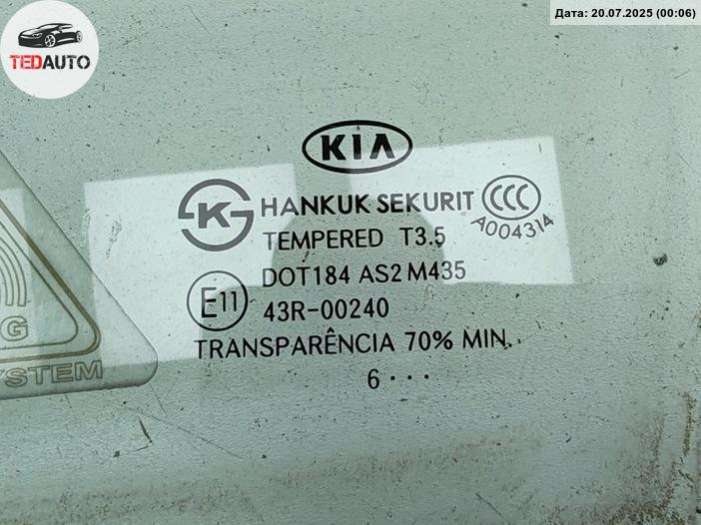 Дата: 20.07.2025 (00:06)
TEDAUTO
KIA
HANKUK SEKURIT
CCC
A004314
TEMPERED T3.5
DOT184 AS2 M435
E11
43R-00240
TRANSPARÊNCIA 70% MIN.
6 • • •
G
YSTEM